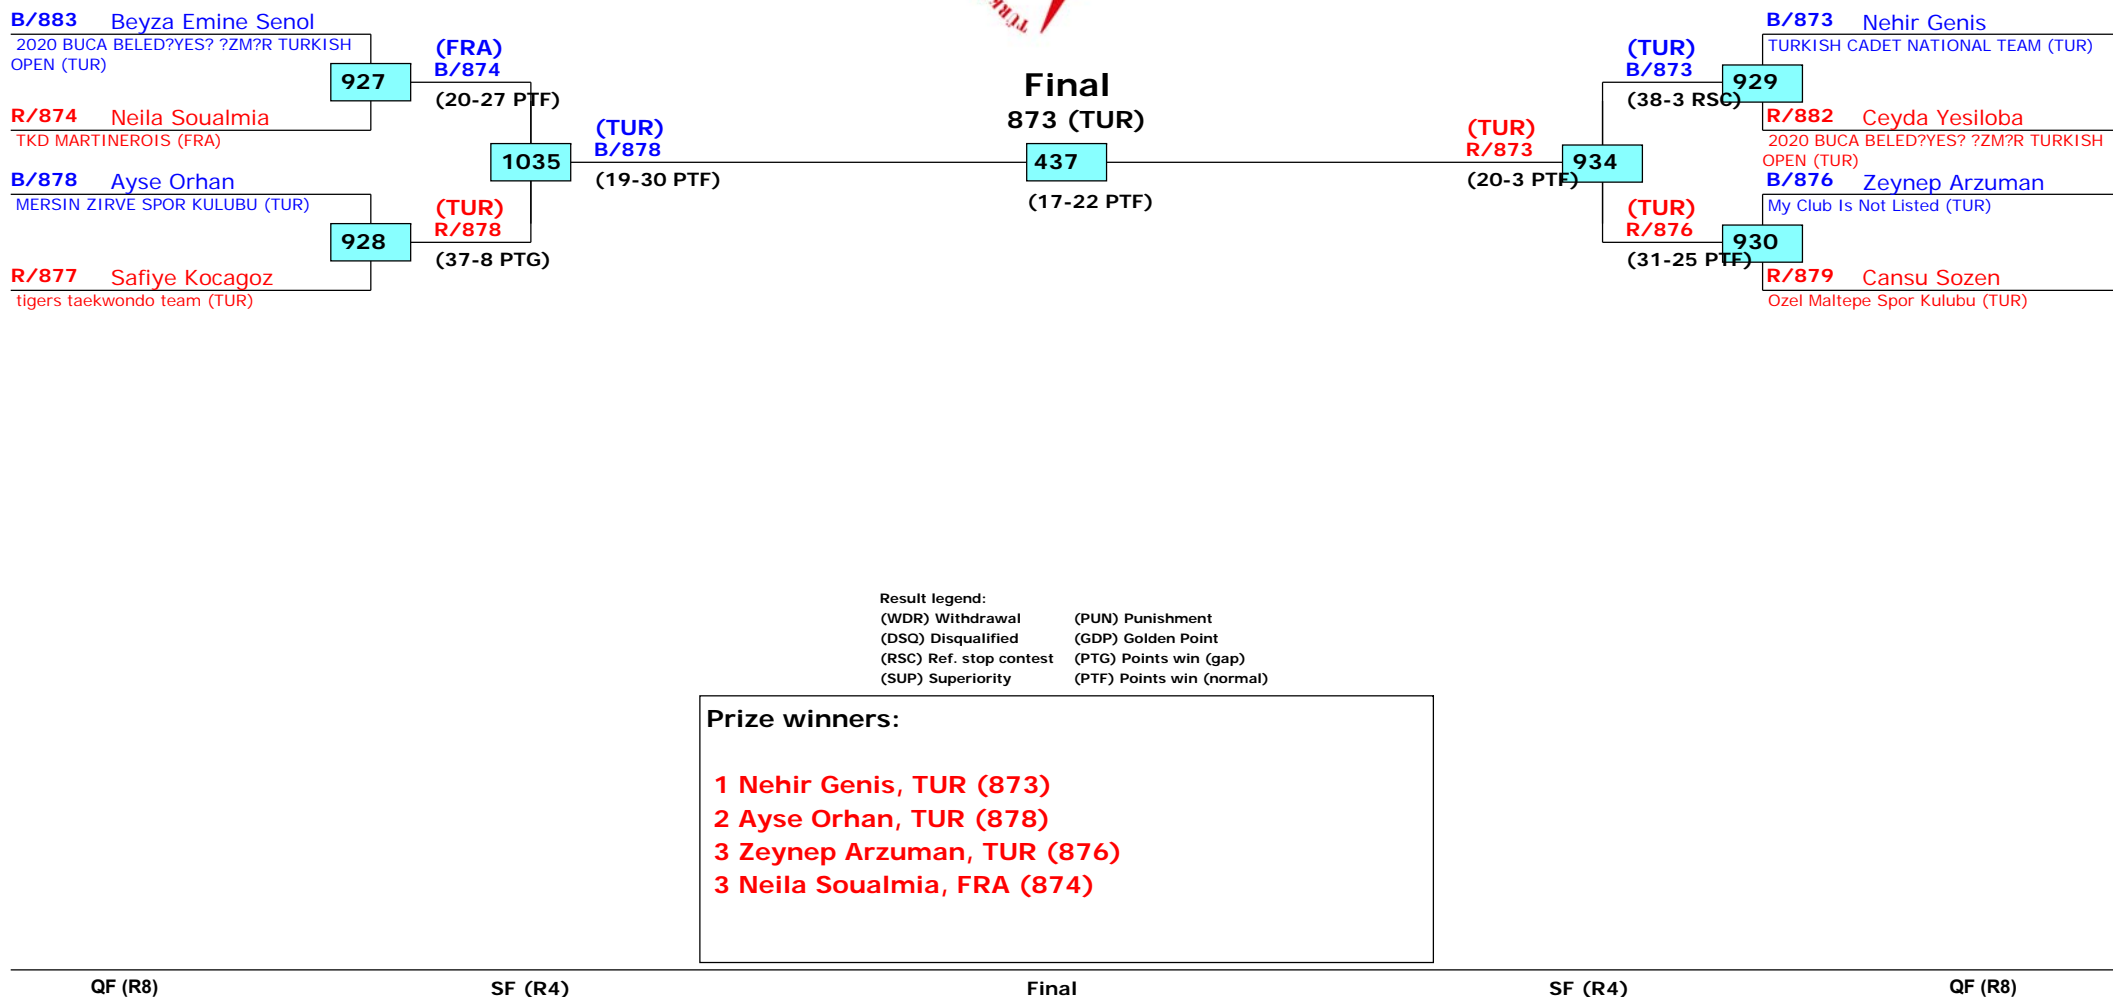 B/883 Beyza Emine Senol
2020 BUCA BELED?YES? ?ZM?R TURKISH
OPEN (TUR)
927
R/874 Neila Soualmia
TKD MARTINEROIS (FRA)
B/878 Ayse Orhan
MERSIN ZIRVE SPOR KULUBU (TUR)
928
R/877 Safiye Kocagoz
tigers taekwondo team (TUR)
(FRA)
B/874
(20-27 PTF)
1035
(TUR)
R/878
(37-8 PTG)
(TUR)
B/878
(19-30 PTF)
TÜRK
Final
873 (TUR)
437
(17-22 PTF)
(TUR)
R/873
(20-3 PTF)
934
(TUR)
B/873
(38-3 RSC)
929
(TUR)
R/876
(31-25 PTF)
930
B/873 Nehir Genis
TURKISH CADET NATIONAL TEAM (TUR)
R/882 Ceyda Yesiloba
2020 BUCA BELED?YES? ?ZM?R TURKISH
OPEN (TUR)
B/876 Zeynep Arzuman
My Club Is Not Listed (TUR)
R/879 Cansu Sozen
Ozel Maltepe Spor Kulubu (TUR)
Result legend:
(WDR) Withdrawal (PUN) Punishment
(DSQ) Disqualified (GDP) Golden Point
(RSC) Ref. stop contest (PTG) Points win (gap)
(SUP) Superiority (PTF) Points win (normal)
Prize winners:
1 Nehir Genis, TUR (873)
2 Ayse Orhan, TUR (878)
3 Zeynep Arzuman, TUR (876)
3 Neila Soualmia, FRA (874)
QF (R8) SF (R4) Final SF (R4) QF (R8)